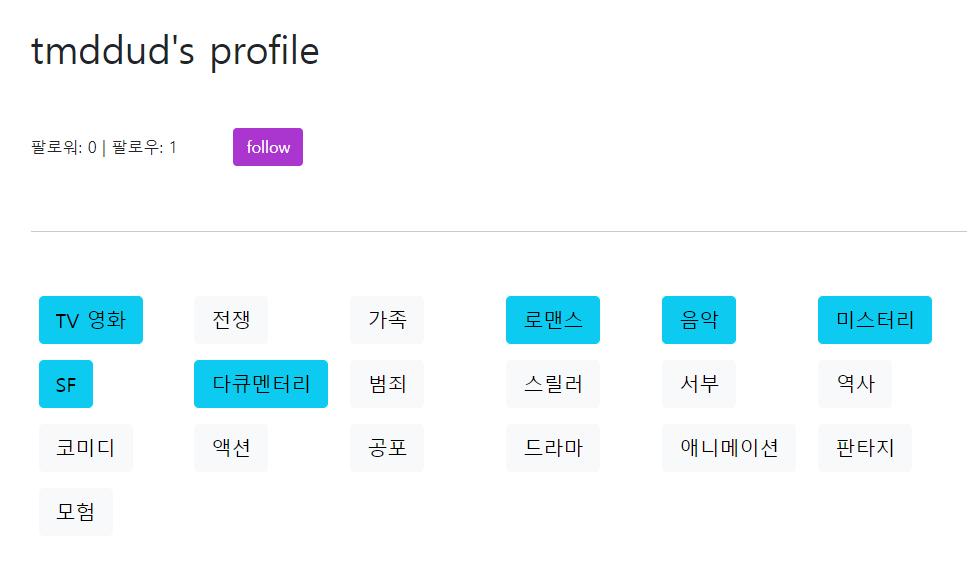 tmddud's profile
팔로워: 0 | 팔로우: 1 follow
TV 영화 전쟁 가족 로맨스 음악 미스터리
SF 다큐멘터리 범죄 스릴러 서부 역사
코미디 액션 공포 드라마 애니메이션 판타지
모험